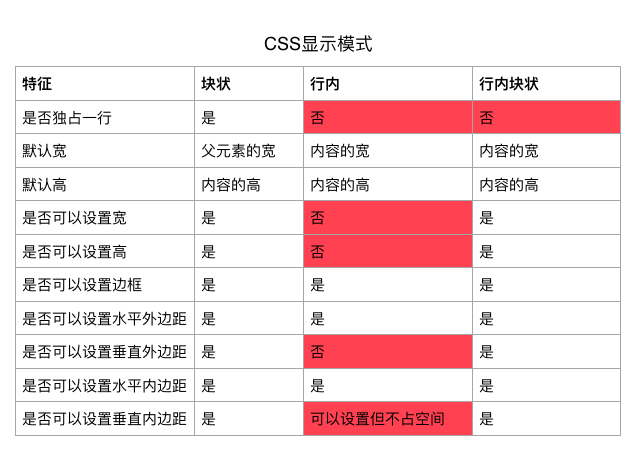 CSS显示模式
特征 块状 行内 行内块状
是否独占一行 是 否 否
默认宽 父元素的宽 内容的宽 内容的宽
默认高 内容的高 内容的高 内容的高
是否可以设置宽 是 否 是
是否可以设置高 是 否 是
是否可以设置边框 是 是 是
是否可以设置水平外边距 是 是 是
是否可以设置垂直外边距 是 否 是
是否可以设置水平内边距 是 是 是
是否可以设置垂直内边距 是 可以设置但不占空间 是